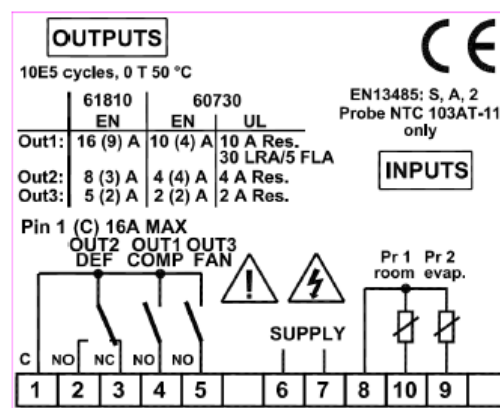 OUTPUTS
CE
10E5 cycles, 0 T 50 °C
61810 60730
EN EN UL
Out1: 16 (9) A 10 (4) A 10 A Res.
30 LRA/5 FLA
Out2: 8 (3) A 4 (4) A 4 A Res.
Out3: 5 (2) A 2 (2) A 2 A Res.
EN13485: S, A, 2
Probe NTC 103AT-11
only
INPUTS
Pin 1 (C) 16A MAX
OUT2 OUT1 OUT3
DEF COMP FAN
Pr 1 Pr 2
room evap.
SUPPLY
C NO NC NO NO
1 2 3 4 5 6 7 8 10 9